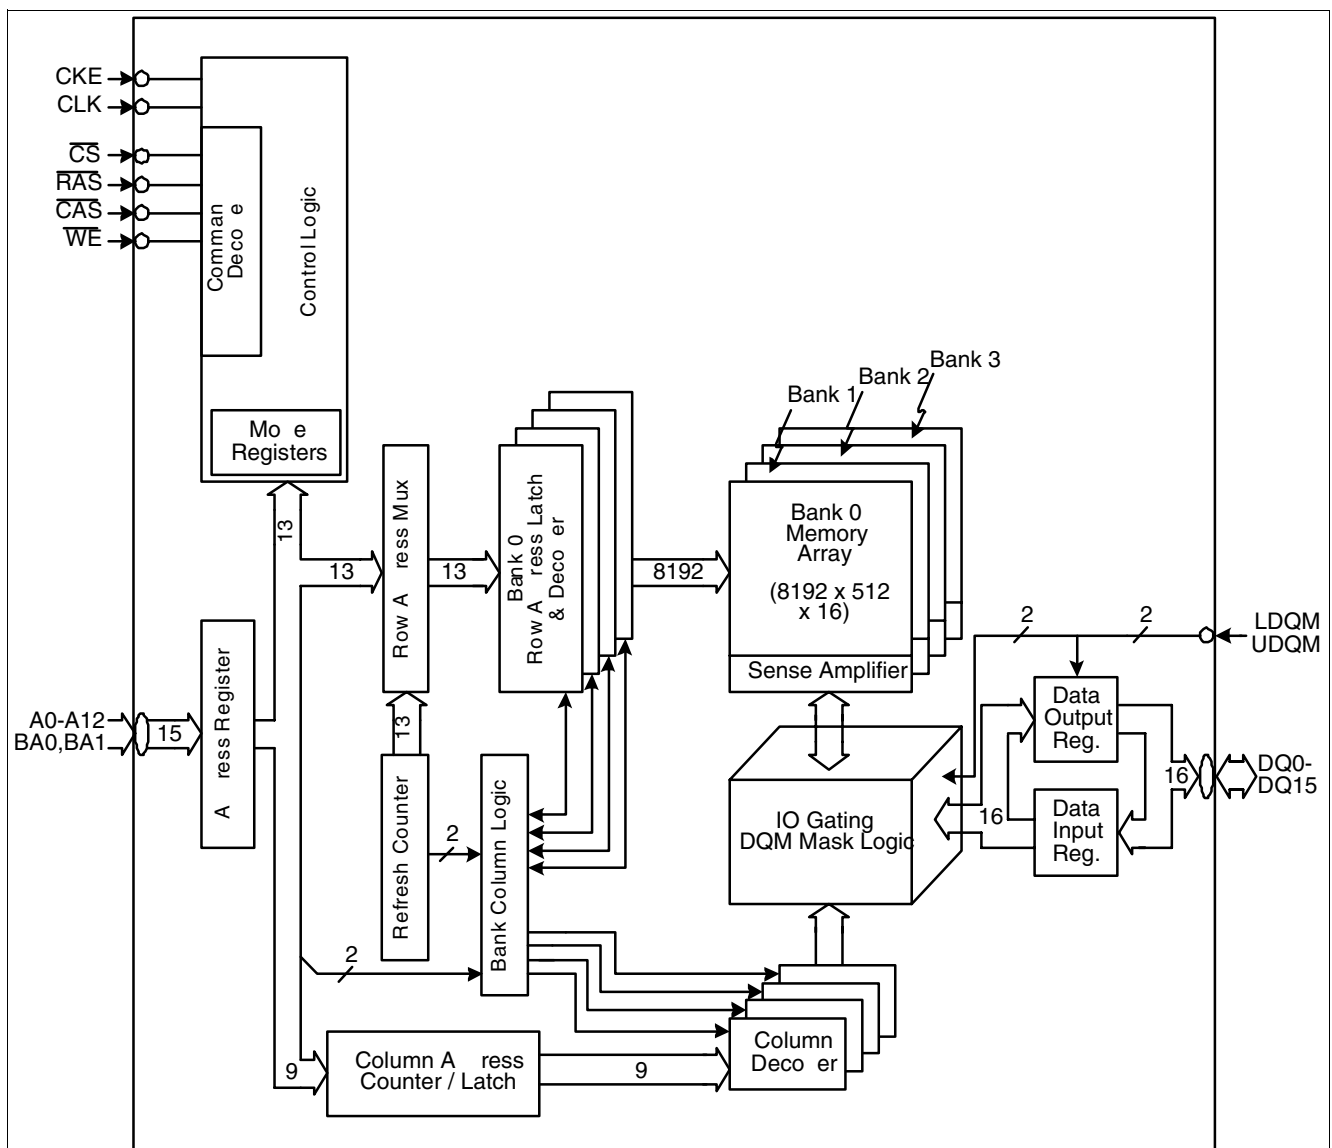 CKE
CLK
CS
RAS
CAS
WE
Comman
Deco e
Control Logic
Mo e
Registers
13
13
Row A ress Mux
13
Bank 0
Row A ress Latch
& Deco er
8192
Bank 1
Bank 2
Bank 3
Bank 0
Memory
Array
(8192 x 512
x 16)
Sense Amplifier
2
2
LDQM
UDQM
A0-A12
BA0,BA1
15
A ress Register
13
Refresh Counter
2
Bank Column Logic
IO Gating
DQM Mask Logic
16
Data
Output
Reg.
Data
Input
Reg.
16
DQ0-
DQ15
2
9
Column A ress
Counter / Latch
9
Column
Deco er